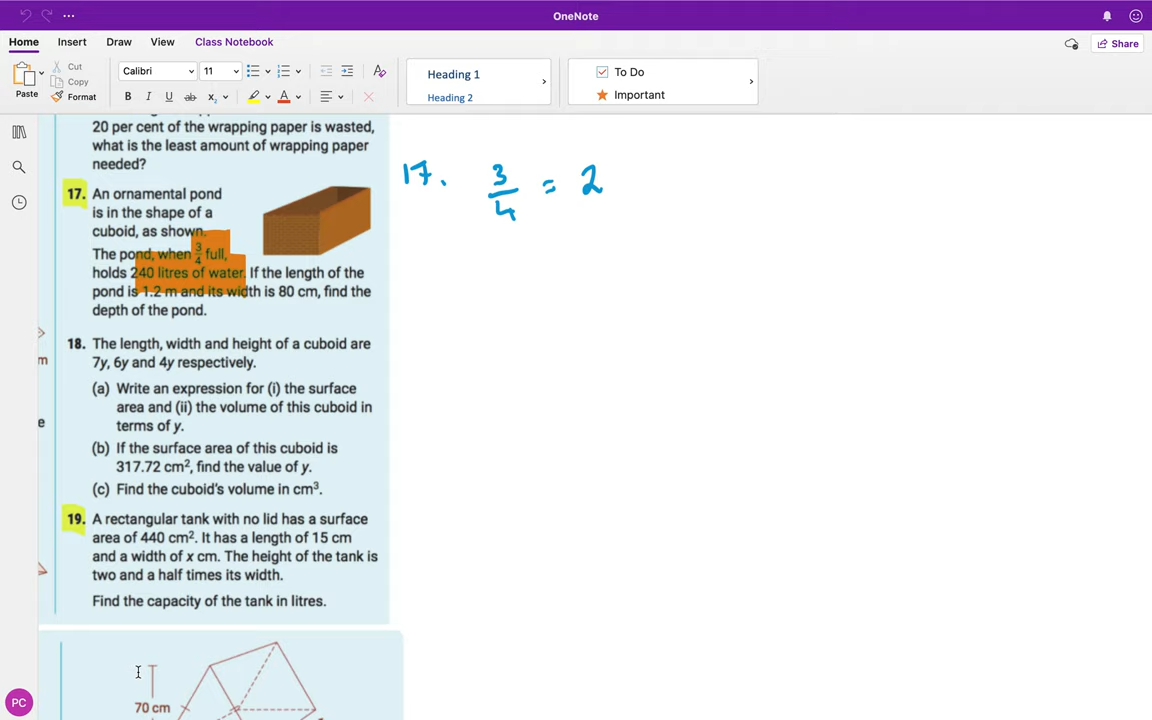 OneNote
Home Insert Draw View Class Notebook
Share
Paste
Cut
Copy
Format
Calibri 11
B I U ab x₂ A
Heading 1
Heading 2
To Do
Important
20 per cent of the wrapping paper is wasted,
what is the least amount of wrapping paper
needed?
17. An ornamental pond
is in the shape of a
cuboid, as shown.
The pond, when 3/4 full,
holds 240 litres of water. If the length of the
pond is 1.2 m and its width is 80 cm, find the
depth of the pond.
18. The length, width and height of a cuboid are
7y, 6y and 4y respectively.
(a) Write an expression for (i) the surface
area and (ii) the volume of this cuboid in
terms of y.
(b) If the surface area of this cuboid is
317.72 cm², find the value of y.
(c) Find the cuboid's volume in cm³.
19. A rectangular tank with no lid has a surface
area of 440 cm². It has a length of 15 cm
and a width of x cm. The height of the tank is
two and a half times its width.
Find the capacity of the tank in litres.
70 cm
m
e
17. 3/4 = 2
PC